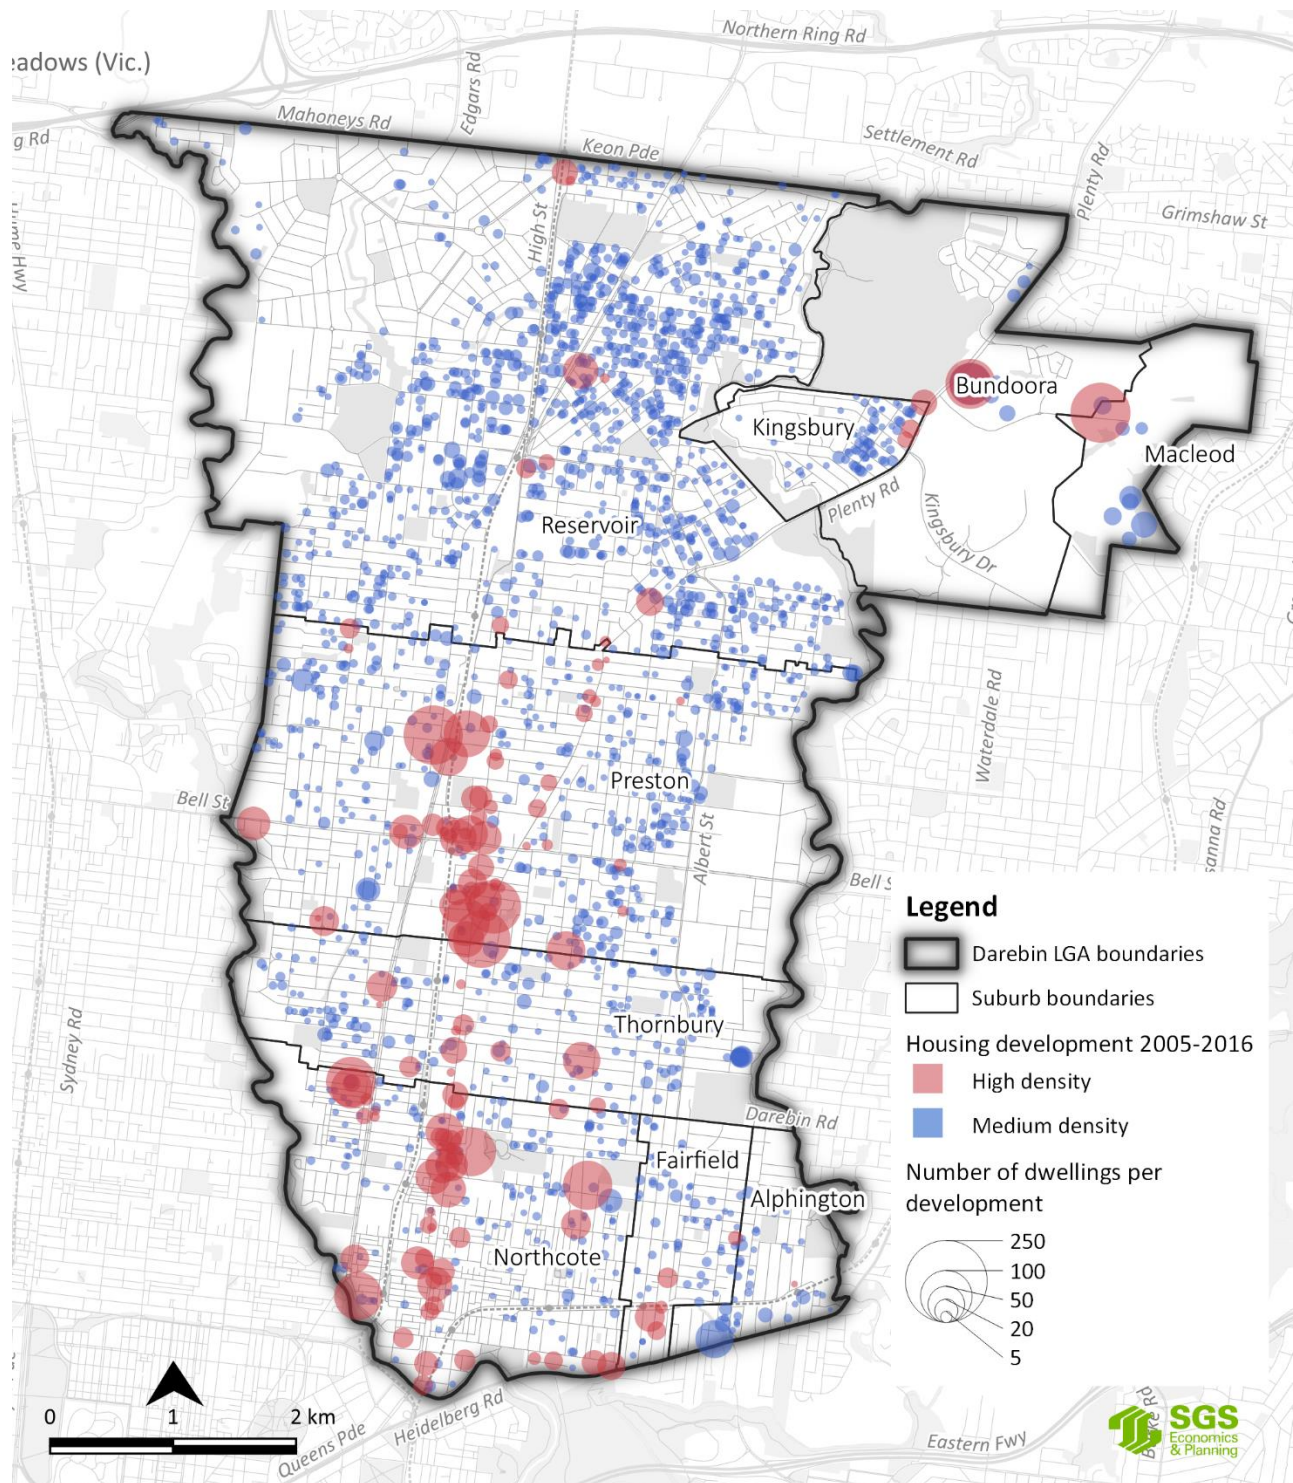 Northern Ring Rd
eadows (Vic.)
Edgars Rd
Mahoneys Rd
g Rd
Keon Pde
Settlement Rd
Plenty Rd
Grimshaw St
High St
Bundoora
Kingsbury
Macleod
Plenty Rd
Reservoir
Kingsbury Dr
Waterdale Rd
Preston
Bell St
Albert St
sanna Rd
Bell S
Legend
Darebin LGA boundaries
Suburb boundaries
Thornbury
Sydney Rd
Housing development 2005-2016
High density
Medium density
Darebin Rd
Fairfield
Alphington
Number of dwellings per
development
Northcote
250
100
50
20
5
0 1 2 km
Queens Pde
Heidelberg Rd
Eastern Fwy
SGS
Economics
& Planning